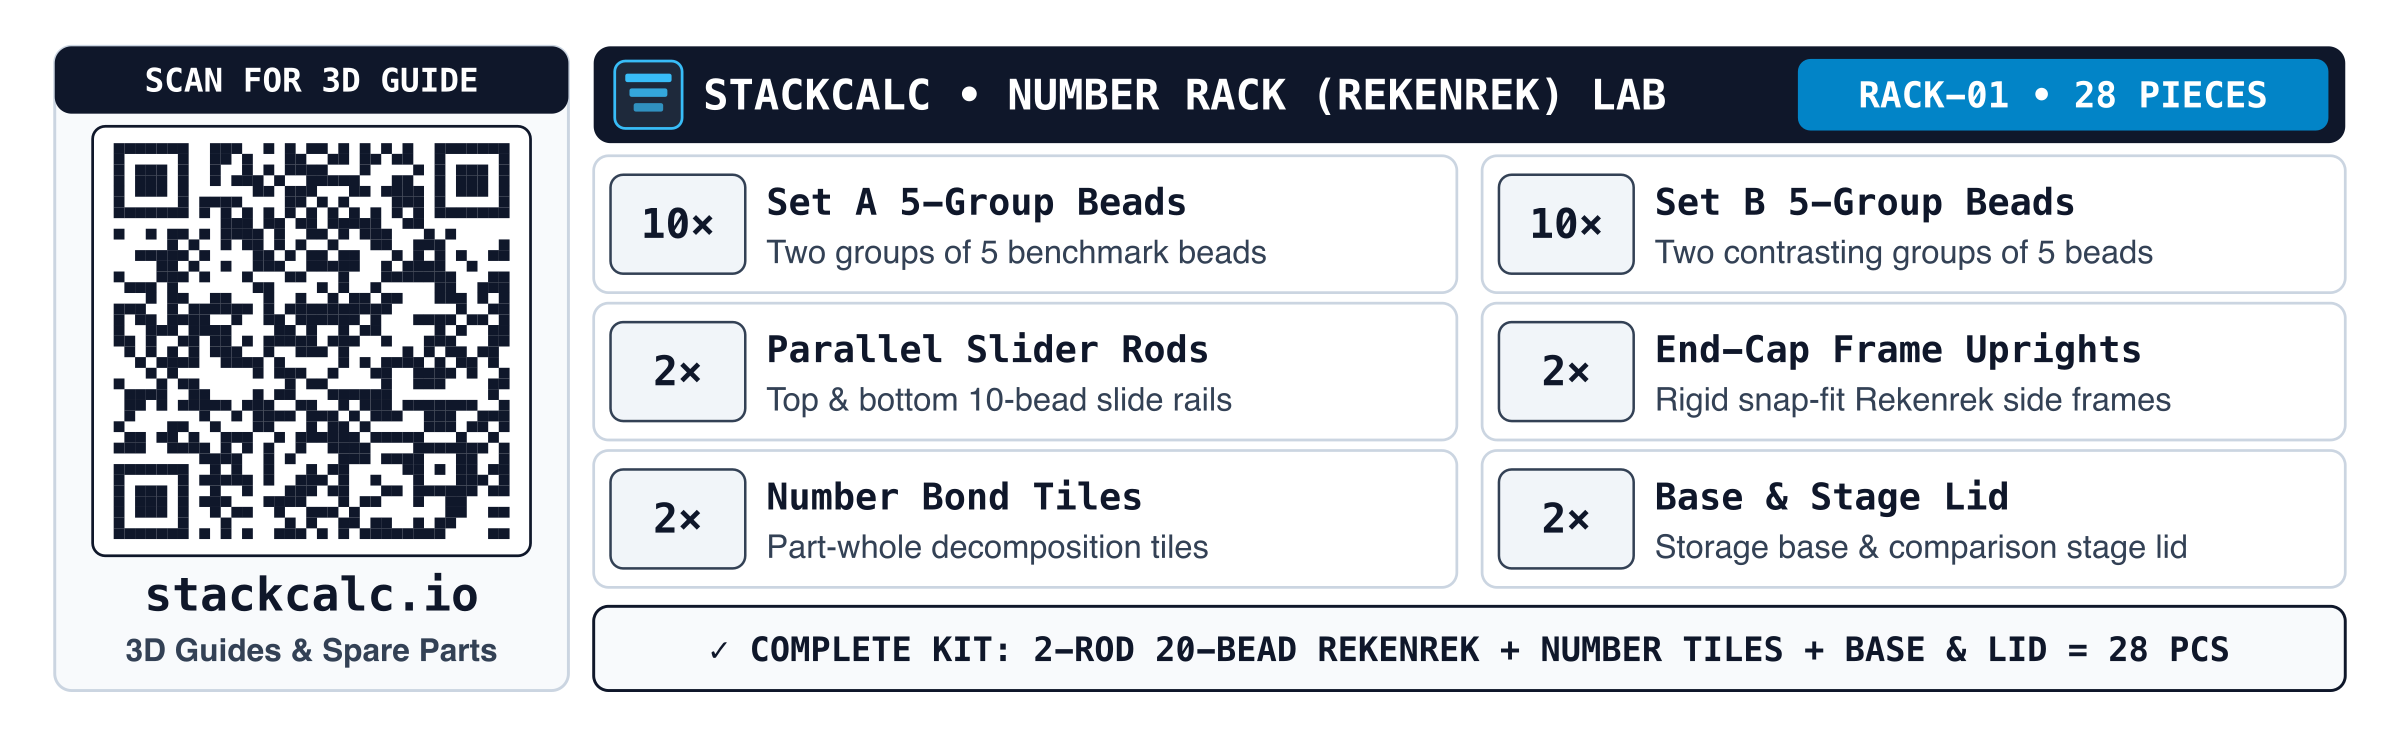 SCAN FOR 3D GUIDE
stackcalc.io
3D Guides & Spare Parts
STACKCALC • NUMBER RACK (REKENREK) LAB
RACK–01 • 28 PIECES
10×
Set A 5–Group Beads
Two groups of 5 benchmark beads
10×
Set B 5–Group Beads
Two contrasting groups of 5 beads
2×
Parallel Slider Rods
Top & bottom 10-bead slide rails
2×
End–Cap Frame Uprights
Rigid snap-fit Rekenrek side frames
2×
Number Bond Tiles
Part-whole decomposition tiles
2×
Base & Stage Lid
Storage base & comparison stage lid
✓ COMPLETE KIT: 2–ROD 20–BEAD REKENREK + NUMBER TILES + BASE & LID = 28 PCS